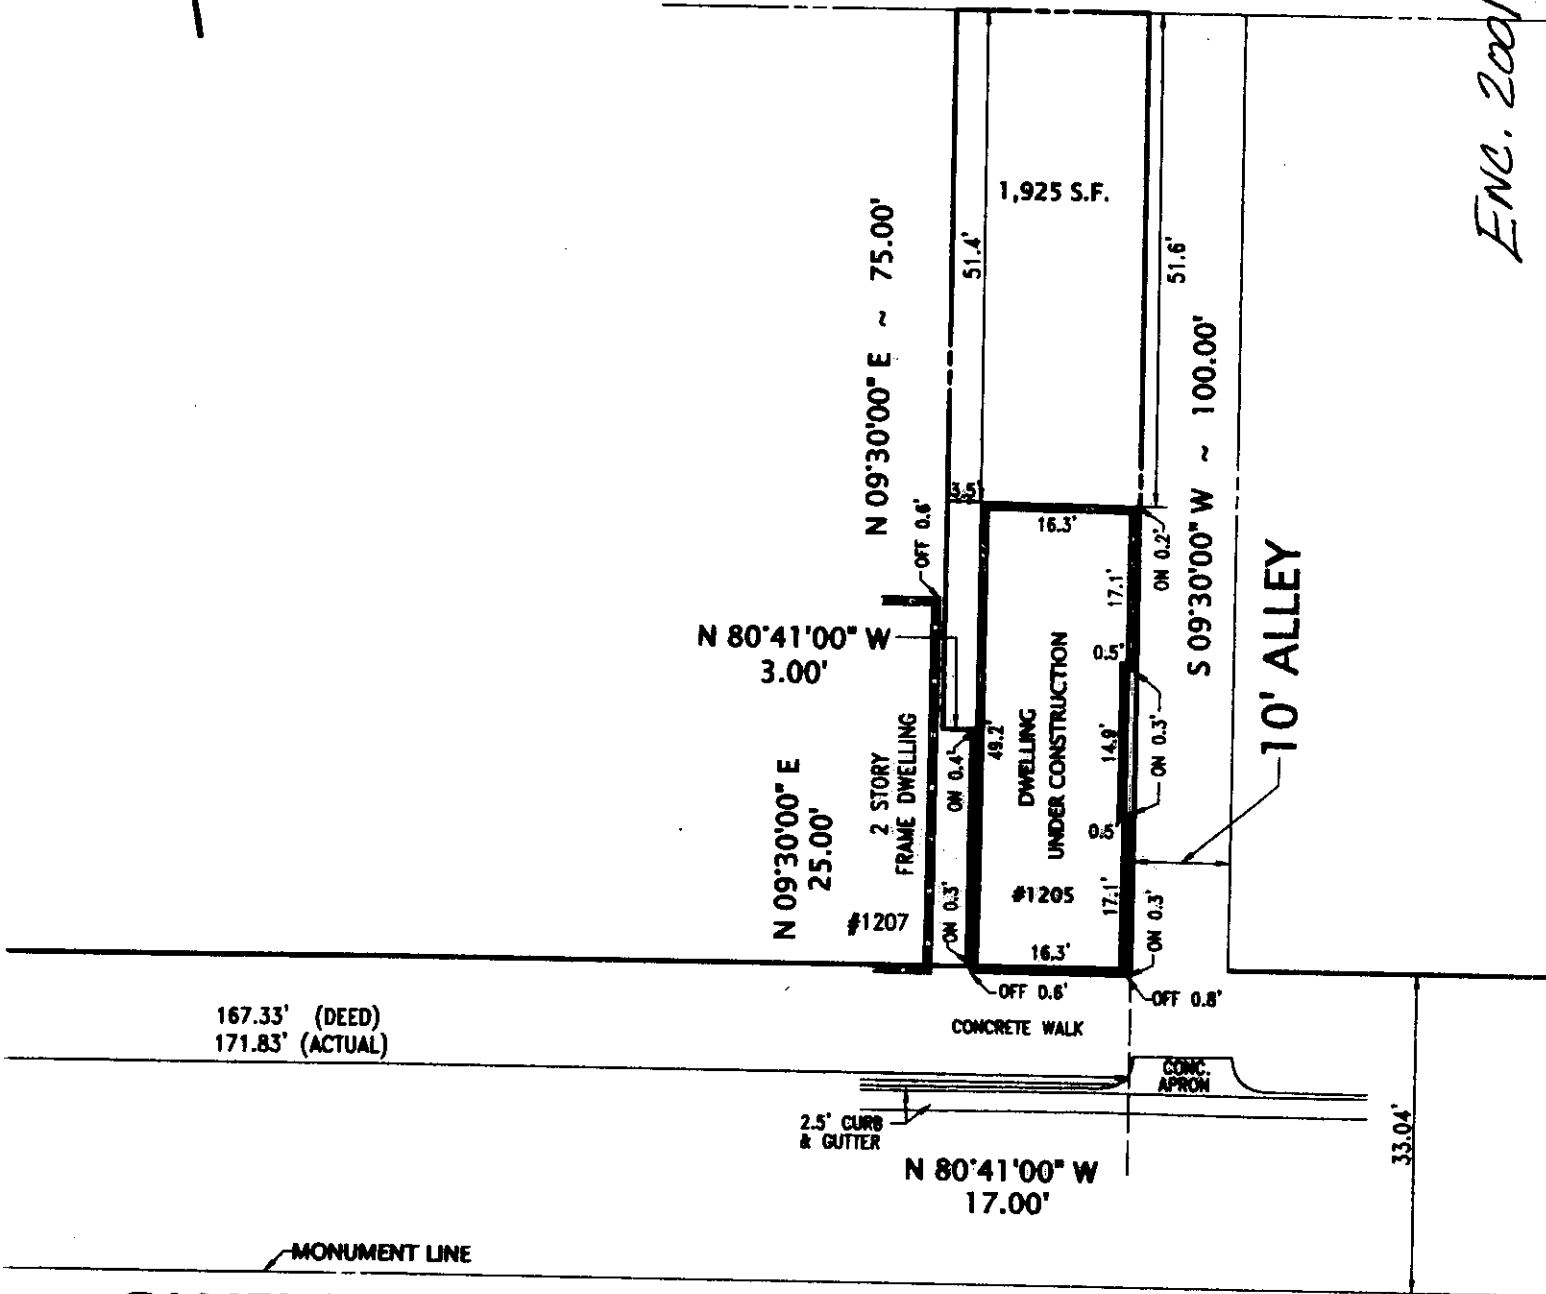 ENC. 200
1,925 S.F.
51.4'
51.6'
N 09°30'00" E ~ 75.00'
S 09°30'00" W ~ 100.00'
3.5'
16.3'
OFF 0.6'
ON 0.2'
17.1'
10' ALLEY
N 80°41'00" W
3.00'
0.5'
49.2'
DWELLING
UNDER CONSTRUCTION
14.9'
ON 0.3'
ON 0.4'
2 STORY
FRAME DWELLING
N 09°30'00" E
25.00'
0.5'
#1207
ON 0.3'
#1205
17.1'
ON 0.3'
16.3'
OFF 0.6'
OFF 0.8'
CONCRETE WALK
167.33' (DEED)
171.83' (ACTUAL)
CONC.
APRON
2.5' CURB
& GUTTER
33.04'
N 80°41'00" W
17.00'
MONUMENT LINE